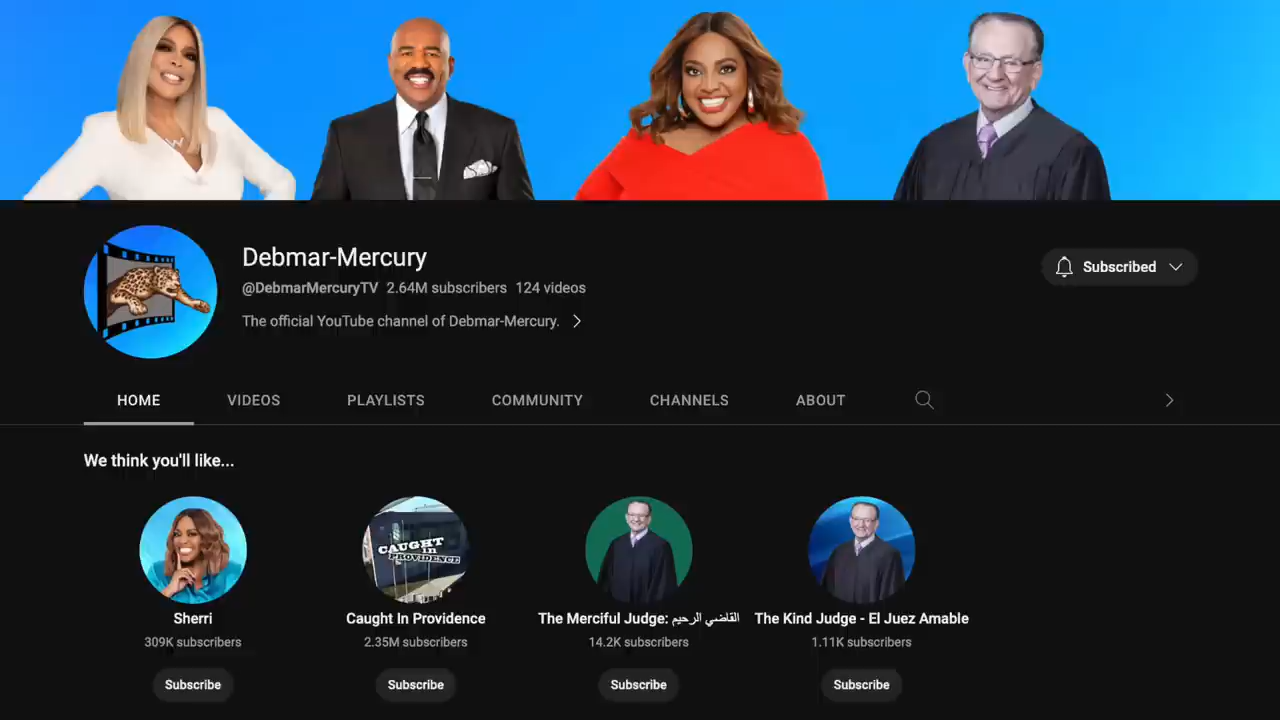 W
Debmar-Mercury
@DebmarMercuryTV 2.64M subscribers 124 videos
Subscribed
The official YouTube channel of Debmar-Mercury.
HOME VIDEOS PLAYLISTS COMMUNITY CHANNELS ABOUT
We think you'll like...
CAUGHT
in
PROVIDENCE
Sherri Caught In Providence The Merciful Judge: القاضي الرحيم The Kind Judge - El Juez Amable
309K subscribers 2.35M subscribers 14.2K subscribers 1.11K subscribers
Subscribe Subscribe Subscribe Subscribe